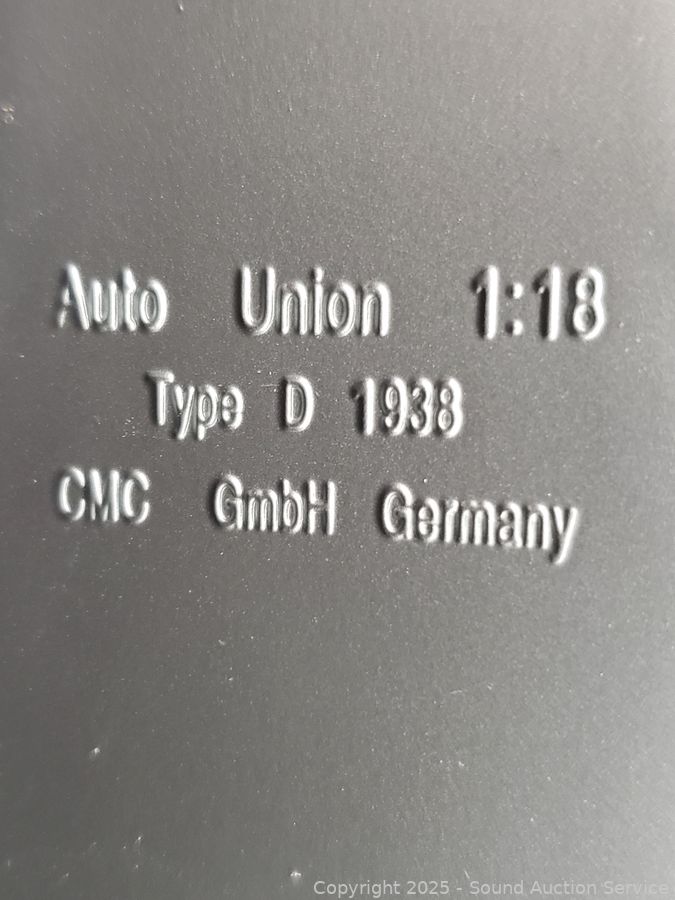 Auto Union 1:18
Type D 1938
CMC GmbH Germany
Copyright 2025 - Sound Auction Service